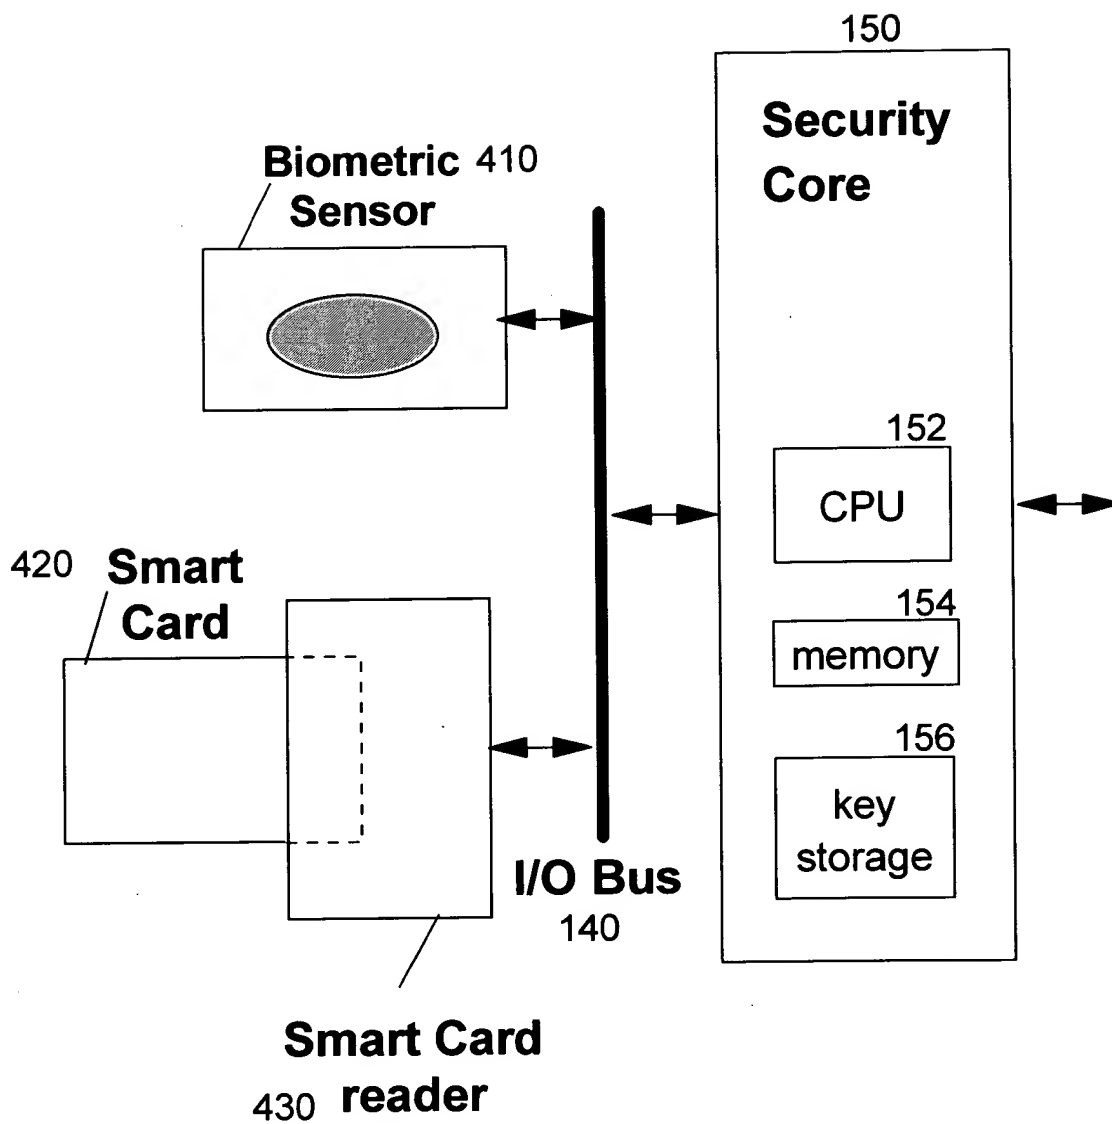 150
Security
Core
Biometric 410
Sensor
152
CPU
420 Smart
Card
154
memory
156
key
storage
I/O Bus
140
Smart Card
430 reader